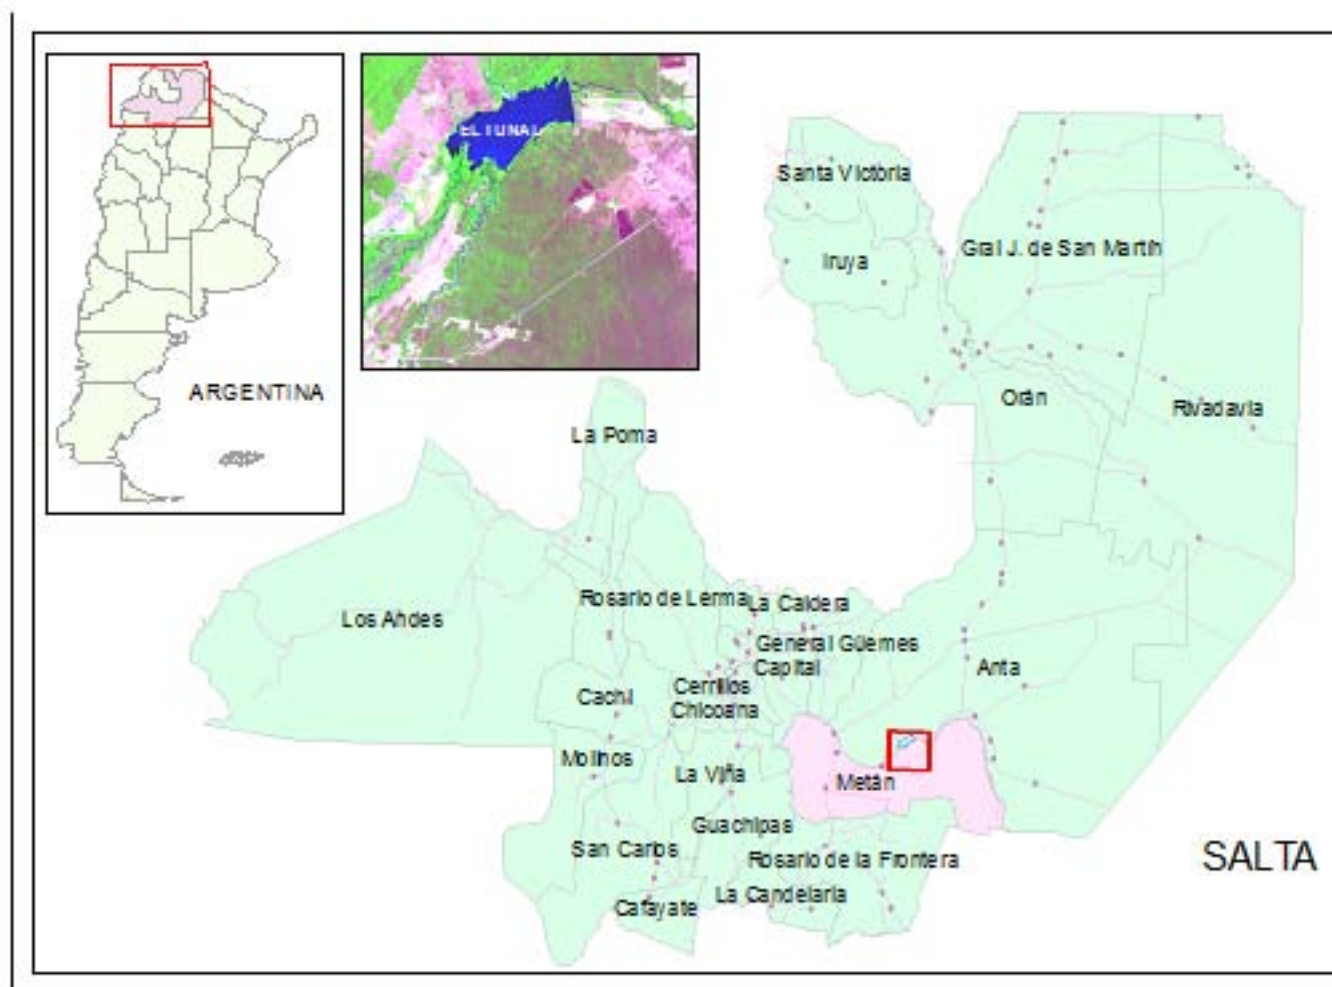 EL TUNAL
ARGENTINA
Santa Victoria
Gral J. de San Martín
Iruya
Orán
Rivadavia
La Poma
Los Andes
Rosario de Lerma
La Caldera
General Güemes
Capital
Anta
Cerrillos
Cachi
Chicoana
Molinos
La Viña
Metán
Guachipas
San Carlos
Rosario de la Frontera
La Candelaria
Cafayate
SALTA